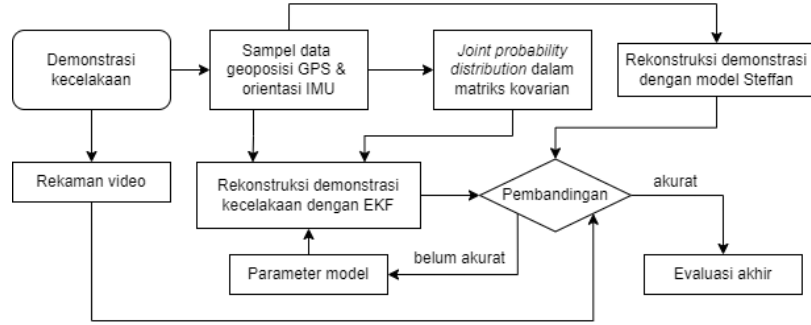 Demonstrasi
kecelakaan
Sampel data
geoposisi GPS &
orientasi IMU
Joint probability
distribution dalam
matriks kovarian
Rekonstruksi demonstrasi
dengan model Steffan
Rekaman video
Rekonstruksi demonstrasi
kecelakaan dengan EKF
Pembandingan
akurat
belum akurat
Parameter model
Evaluasi akhir